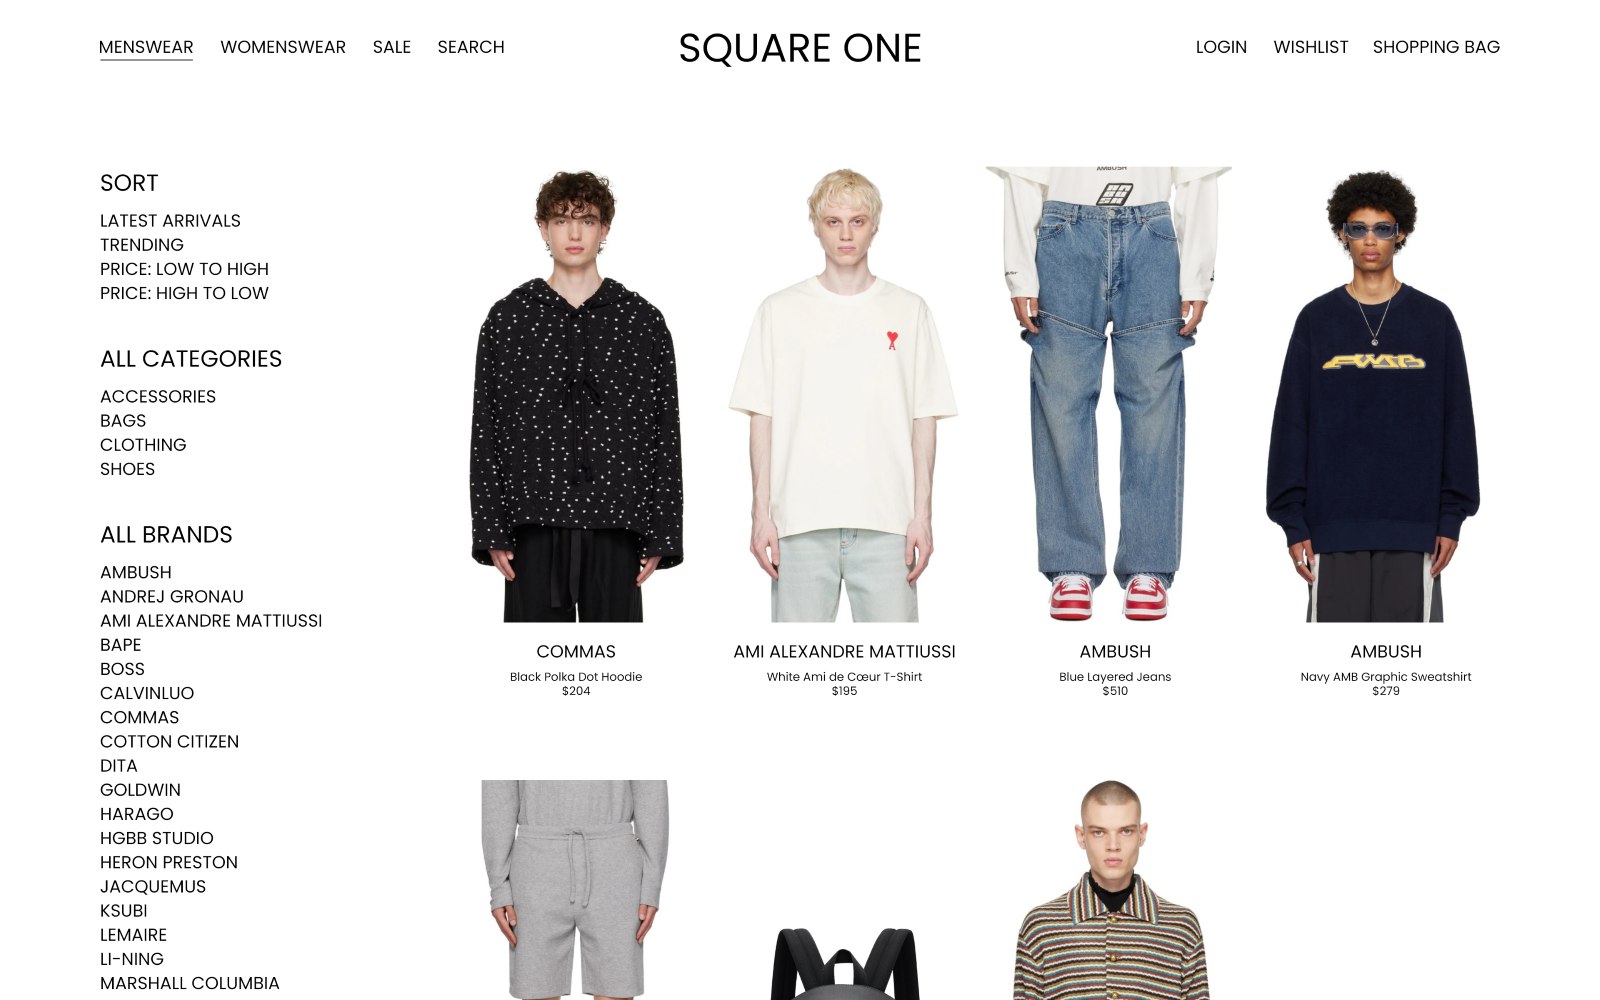 MENSWEAR WOMENSWEAR SALE SEARCH
SQUARE ONE
LOGIN WISHLIST SHOPPING BAG
SORT
LATEST ARRIVALS
TRENDING
PRICE: LOW TO HIGH
PRICE: HIGH TO LOW
ALL CATEGORIES
ACCESSORIES
BAGS
CLOTHING
SHOES
ALL BRANDS
AMBUSH
ANDREJ GRONAU
AMI ALEXANDRE MATTIUSSI
BAPE
BOSS
CALVINLUO
COMMAS
COTTON CITIZEN
DITA
GOLDWIN
HARAGO
HGBB STUDIO
HERON PRESTON
JACQUEMUS
KSUBI
LEMAIRE
LI-NING
MARSHALL COLUMBIA
COMMAS
Black Polka Dot Hoodie
$204
A
AMI ALEXANDRE MATTIUSSI
White Ami de Cœur T-Shirt
$195
AMBUSH
AMBUSH
Blue Layered Jeans
$510
AMB
AMBUSH
Navy AMB Graphic Sweatshirt
$279